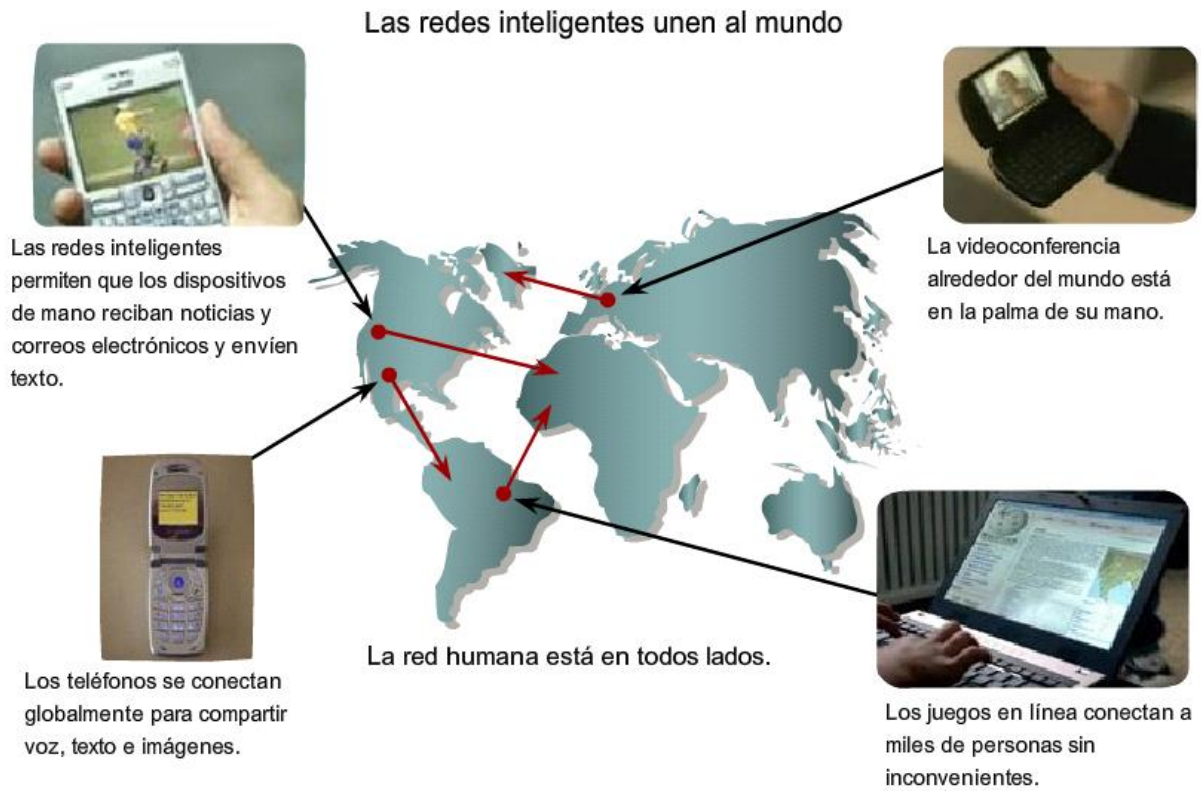 Las redes inteligentes unen al mundo
Las redes inteligentes
permiten que los dispositivos
de mano reciban noticias y
correos electrónicos y envíen
texto.
La videoconferencia
alrededor del mundo está
en la palma de su mano.
Los teléfonos se conectan
globalmente para compartir
voz, texto e imágenes.
La red humana está en todos lados.
Los juegos en línea conectan a
miles de personas sin
inconvenientes.